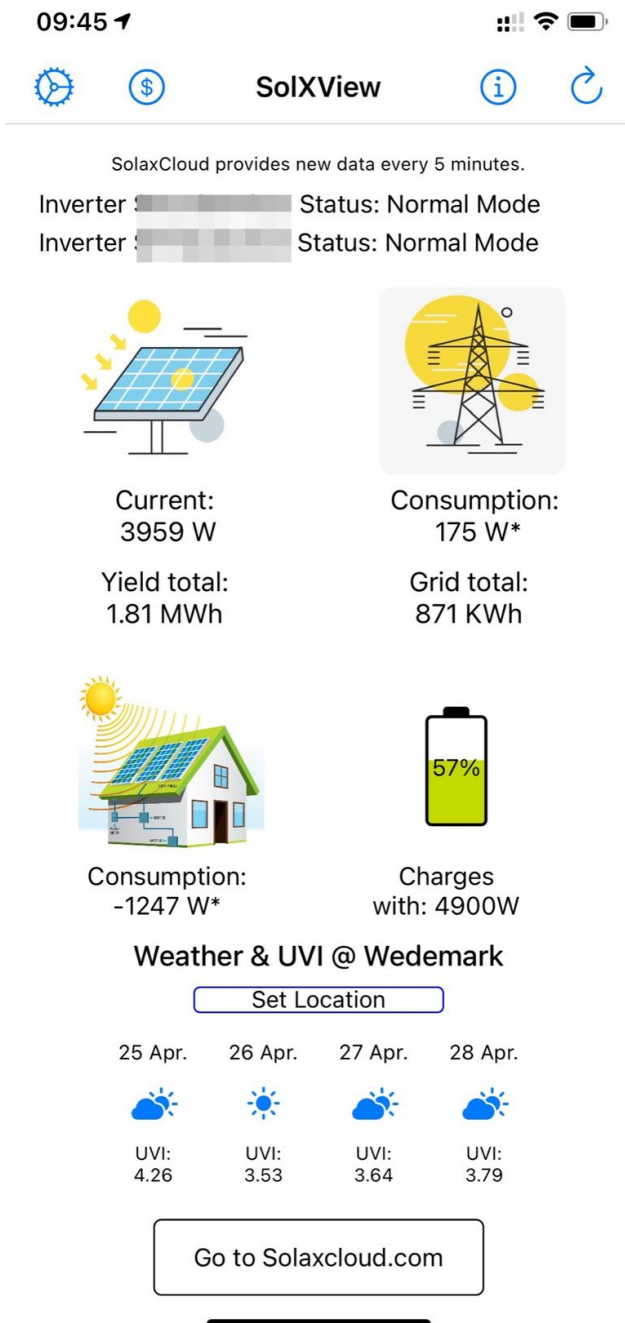 09:45
SolXView
SolaxCloud provides new data every 5 minutes.
Inverter Status: Normal Mode
Inverter Status: Normal Mode
Current:
3959 W
Consumption:
175 W*
Yield total:
1.81 MWh
Grid total:
871 KWh
57%
Consumption:
-1247 W*
Charges
with: 4900W
Weather & UVI @ Wedemark
Set Location
25 Apr. 26 Apr. 27 Apr. 28 Apr.
UVI: UVI: UVI: UVI:
4.26 3.53 3.64 3.79
Go to Solaxcloud.com